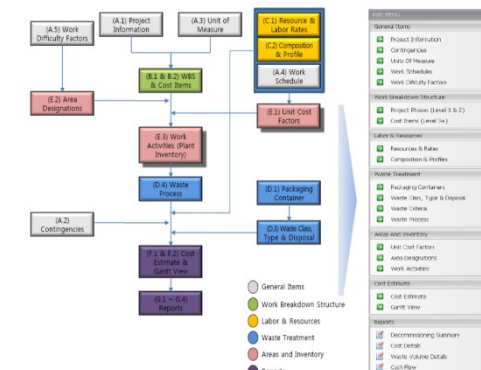 (A.1) Project
Information
(A.3) Unit of
Measure
(C.1) Resource &
Labor Rates
(A.5) Work
Difficulty Factors
(C.2) Composition
& Profile
(A.4) Work
Schedule
(B.1 & B.2) WBS
& Cost Items
(E.2) Area
Designations
(E.1) Unit Cost
Factors
(E.3) Work
Activities (Plant
Inventory)
(D.4) Waste
Process
(D.1) Packaging
Container
(A.2)
Contingencies
(D.3) Waste Class,
Type & Disposal
(F.1 & F.2) Cost
Estimate &
Gantt View
(G.1 ~ G.4)
Reports
General Items
Work Breakdown Structure
Labor & Resources
Waste Treatment
Areas and Inventory
Main Menu
General Items
Project Information
Contingencies
Units Of Measure
Work Schedules
Work Difficulty Factors
Work Breakdown Structure
Project Phases (Level 1 & 2)
Cost Items (Level 3+)
Labor & Resources
Resources & Rates
Composition & Profiles
Waste Treatment
Packaging Containers
Waste Class, Type & Disposal
Waste Criteria
Waste Process
Areas And Inventory
Unit Cost Factors
Area Designations
Work Activities
Cost Estimates
Cost Estimate
Gantt View
Reports
Decommissioning Summary
Cost Details
Waste Volume Details
Cash Flow